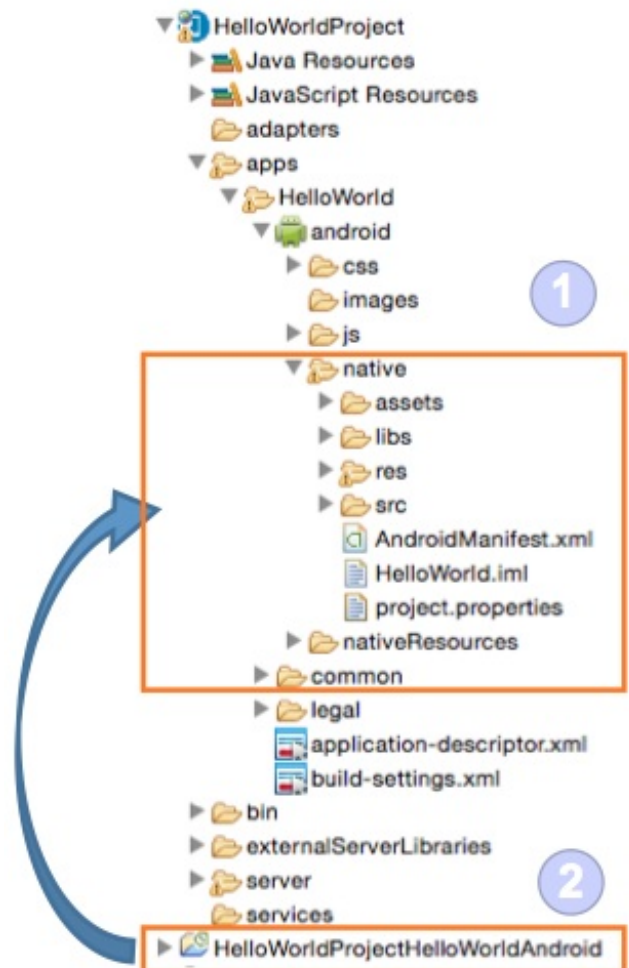 HelloWorldProject
Java Resources
JavaScript Resources
adapters
apps
HelloWorld
android
css
images
1
js
native
assets
libs
res
src
AndroidManifest.xml
HelloWorld.iml
project.properties
nativeResources
common
legal
application-descriptor.xml
build-settings.xml
bin
externalServerLibraries
server
2
services
HelloWorldProjectHelloWorldAndroid